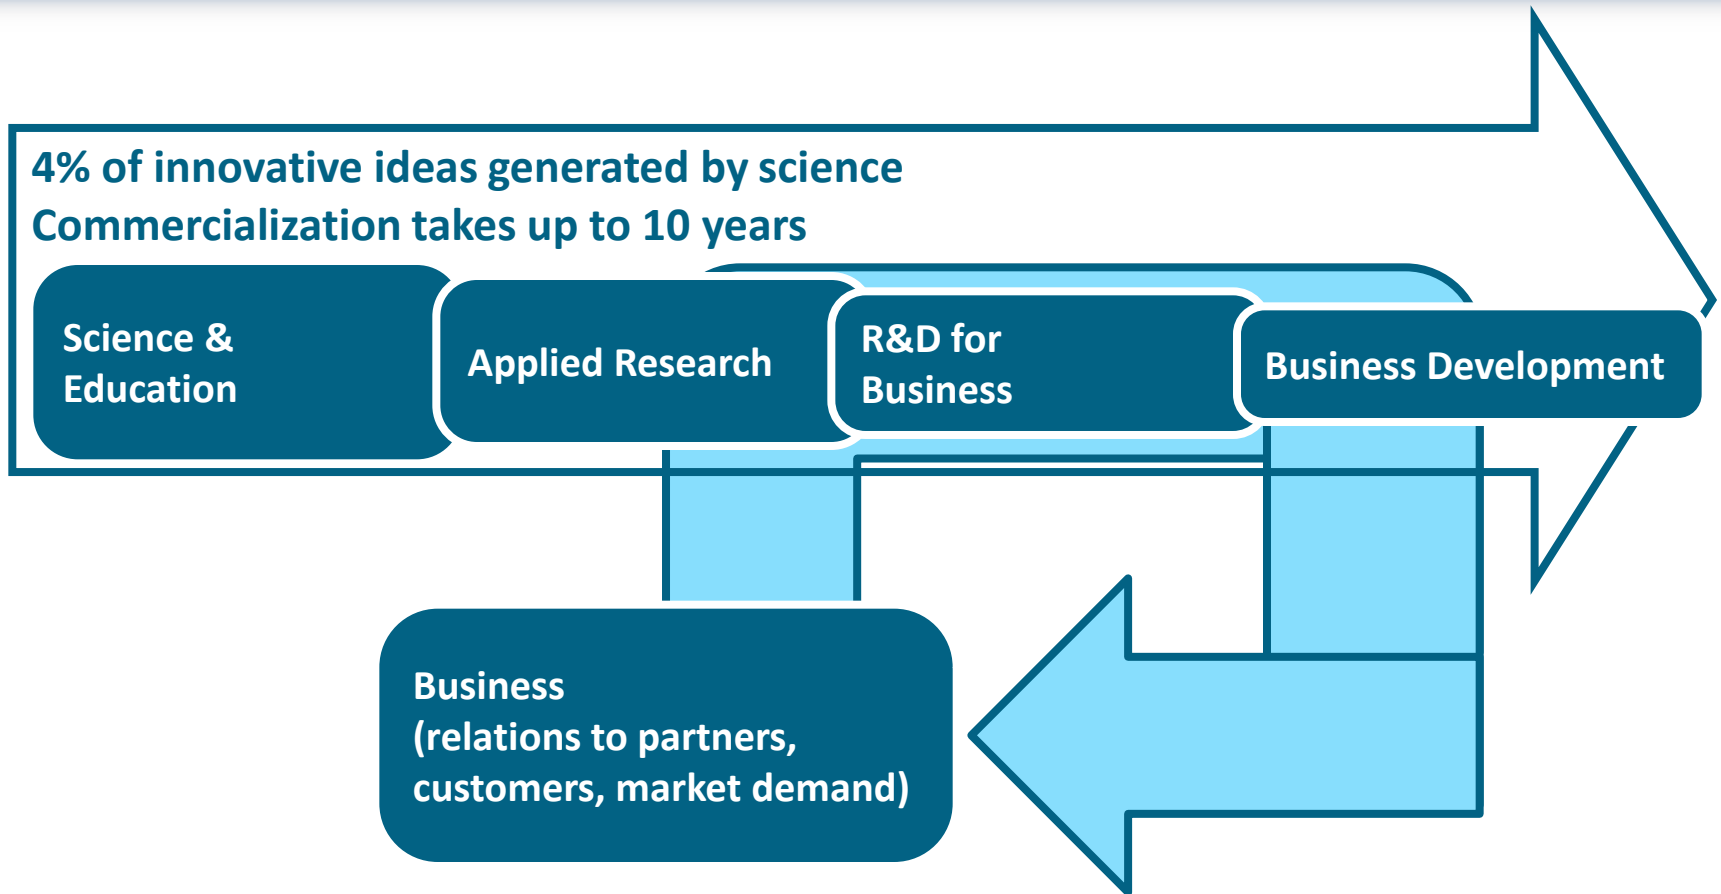 4% of innovative ideas generated by science
Commercialization takes up to 10 years
Science &
Education
Applied Research
R&D for
Business
Business Development
Business
(relations to partners,
customers, market demand)